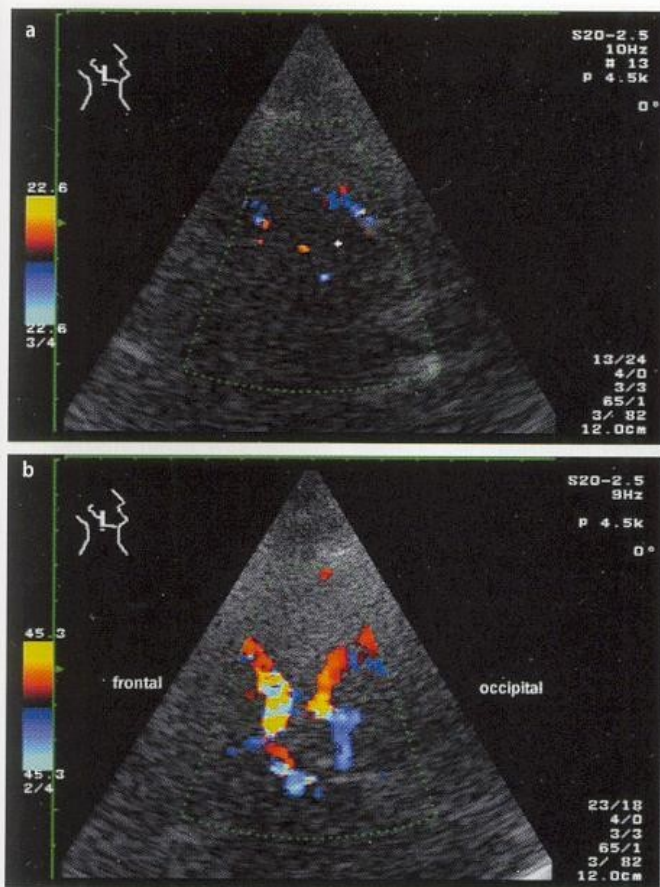 a
S20-2.5
10Hz
# 13
P 4.5k
0°
22.6
22.6
3/4
13/24
4/0
3/3
65/1
3/ 82
12.0cm
b
S20-2.5
9Hz
P 4.5k
0°
45.3
frontal
occipital
45.3
2/4
23/18
4/0
3/3
65/1
3/ 82
12.0cm